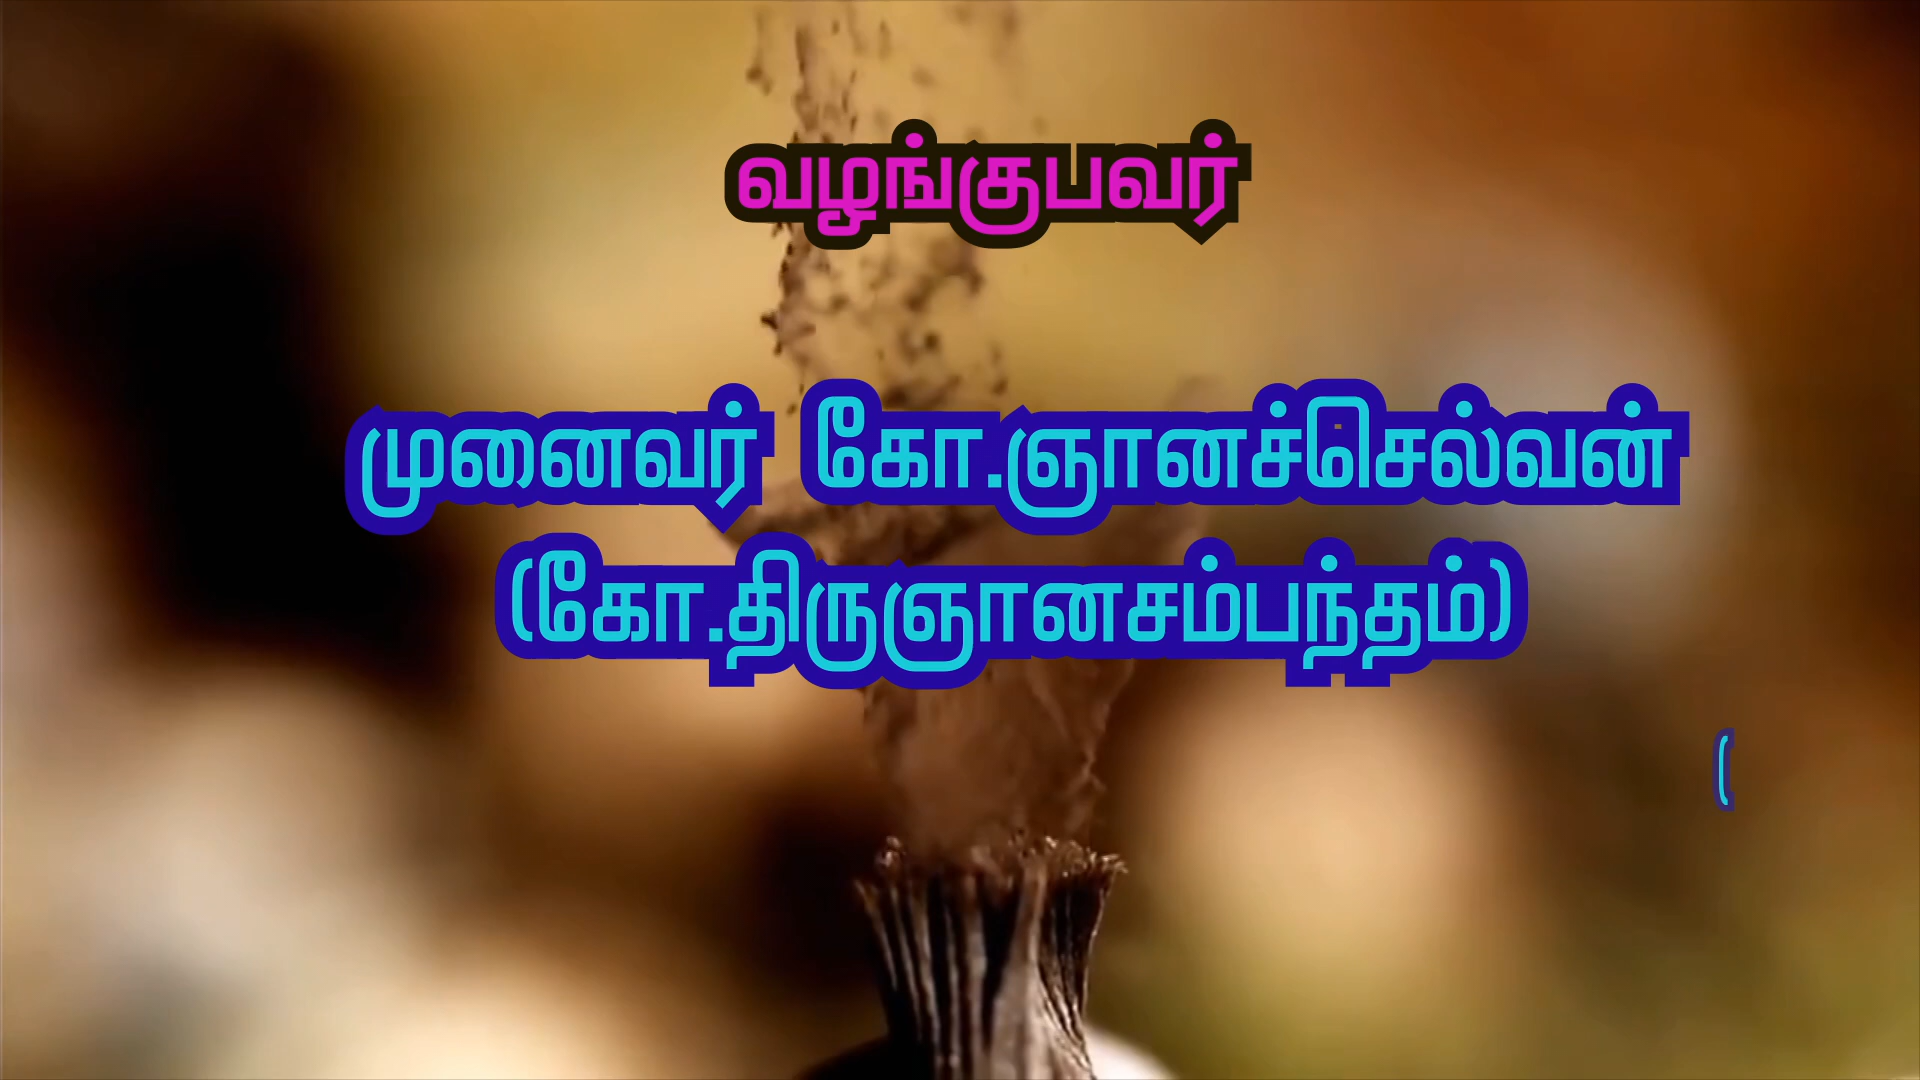 வழங்குபவர்
முனைவர் கோ.ஞானச்செல்வன்
(கோ.திருஞானசம்பந்தம்)
(